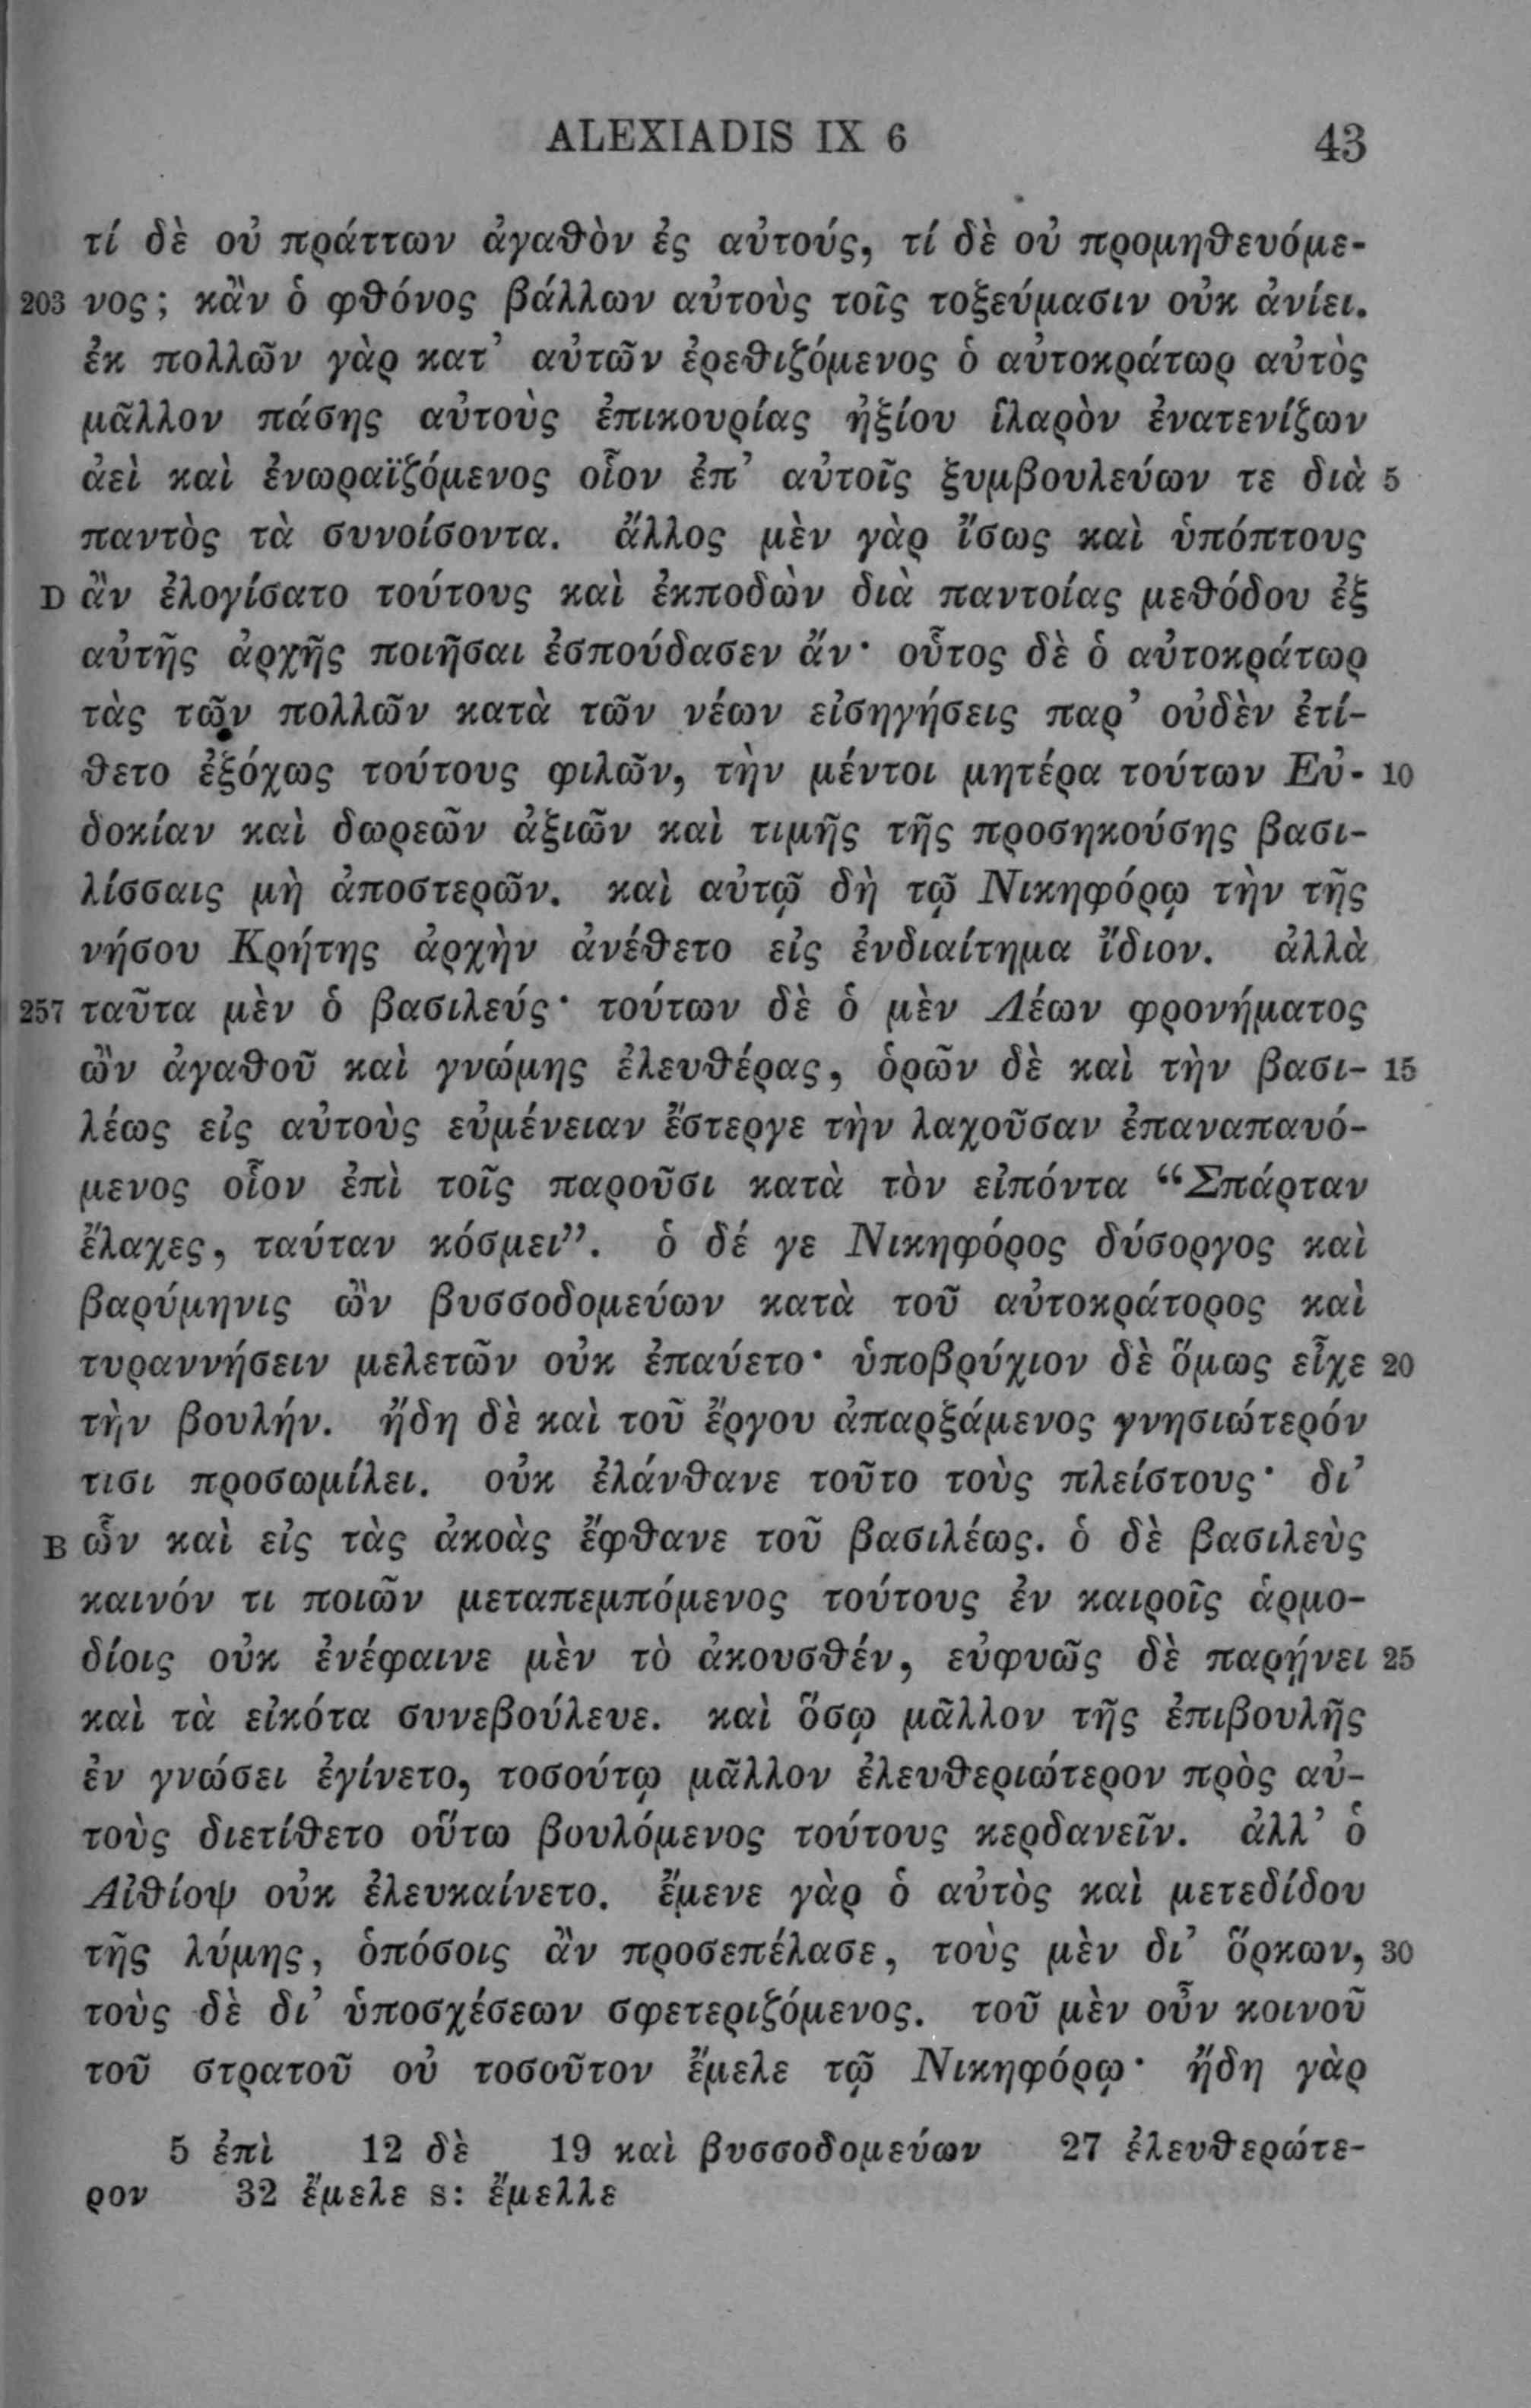 ALEXIADIS IX 6 43
τί δὲ οὐ πράττων ἀγαθὸν ἐς αὐτούς, τί δὲ οὐ προμηθευόμε-
203 νος; κἂν ὁ φθόνος βάλλων αὐτοὺς τοῖς τοξεύμασιν οὐκ ἀνίει.
ἐκ πολλῶν γὰρ κατ’ αὐτῶν ἐρεθιζόμενος ὁ αὐτοκράτωρ αὐτὸς
μᾶλλον πάσης αὐτοὺς ἐπικουρίας ἠξίου ἱλαρὸν ἐνατενίζων
ἀεὶ καὶ ἐνωραϊζόμενος οἷον ἐπ’ αὐτοῖς ξυμβουλεύων τε διὰ 5
παντὸς τὰ συνοίσοντα. ἄλλος μὲν γὰρ ἴσως καὶ ὑπόπτους
D ἂν ἐλογίσατο τούτους καὶ ἐκποδὼν διὰ παντοίας μεθόδου ἐξ
αὐτῆς ἀρχῆς ποιῆσαι ἐσπούδασεν ἄν· οὗτος δὲ ὁ αὐτοκράτωρ
τὰς τῶν πολλῶν κατὰ τῶν νέων εἰσηγήσεις παρ’ οὐδὲν ἐτί-
θετο ἐξόχως τούτους φιλῶν, τὴν μέντοι μητέρα τούτων Εὐ- 10
δοκίαν καὶ δωρεῶν ἀξιῶν καὶ τιμῆς τῆς προσηκούσης βασι-
λίσσαις μὴ ἀποστερῶν. καὶ αὐτῷ δὴ τῷ Νικηφόρῳ τὴν τῆς
νήσου Κρήτης ἀρχὴν ἀνέθετο εἰς ἐνδιαίτημα ἴδιον. ἀλλὰ
257 ταῦτα μὲν ὁ βασιλεύς· τούτων δὲ ὁ μὲν Λέων φρονήματος
ὢν ἀγαθοῦ καὶ γνώμης ἐλευθέρας, ὁρῶν δὲ καὶ τὴν βασι- 15
λέως εἰς αὐτοὺς εὐμένειαν ἔστεργε τὴν λαχοῦσαν ἐπαναπαυό-
μενος οἷον ἐπὶ τοῖς παροῦσι κατὰ τὸν εἰπόντα “Σπάρταν
ἔλαχες, ταύταν κόσμει”. ὁ δέ γε Νικηφόρος δύσοργος καὶ
βαρύμηνις ὢν βυσσοδομεύων κατὰ τοῦ αὐτοκράτορος καὶ
τυραννήσειν μελετῶν οὐκ ἐπαύετο· ὑποβρύχιον δὲ ὅμως εἶχε 20
τὴν βουλήν. ἤδη δὲ καὶ τοῦ ἔργου ἀπαρξάμενος γνησιώτερόν
τισι προσωμίλει. οὐκ ἐλάνθανε τοῦτο τοὺς πλείστους· δι’
B ὧν καὶ εἰς τὰς ἀκοὰς ἔφθανε τοῦ βασιλέως. ὁ δὲ βασιλεὺς
καινόν τι ποιῶν μεταπεμπόμενος τούτους ἐν καιροῖς ἁρμο-
δίοις οὐκ ἐνέφαινε μὲν τὸ ἀκουσθέν, εὐφυῶς δὲ παρῄνει 25
καὶ τὰ εἰκότα συνεβούλευε. καὶ ὅσῳ μᾶλλον τῆς ἐπιβουλῆς
ἐν γνώσει ἐγίνετο, τοσούτῳ μᾶλλον ἐλευθεριώτερον πρὸς αὐ-
τοὺς διετίθετο οὕτω βουλόμενος τούτους κερδανεῖν. ἀλλ’ ὁ
Αἰθίοψ οὐκ ἐλευκαίνετο. ἔμενε γὰρ ὁ αὐτὸς καὶ μετεδίδου
τῆς λύμης, ὁπόσοις ἂν προσεπέλασε, τοὺς μὲν δι’ ὅρκων, 30
τοὺς δὲ δι’ ὑποσχέσεων σφετεριζόμενος. τοῦ μὲν οὖν κοινοῦ
τοῦ στρατοῦ οὐ τοσοῦτον ἔμελε τῷ Νικηφόρῳ· ἤδη γὰρ
5 ἐπὶ 12 δὲ 19 καὶ βυσσοδομεύων 27 ἐλευθερώτε-
ρον 32 ἔμελε s: ἔμελλε